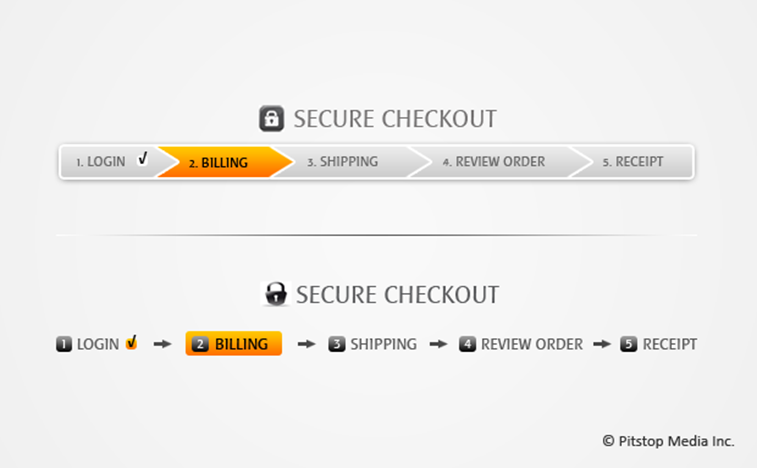 SECURE CHECKOUT
1. LOGIN 2. BILLING 3. SHIPPING 4. REVIEW ORDER 5. RECEIPT
SECURE CHECKOUT
1 LOGIN 2 BILLING 3 SHIPPING 4 REVIEW ORDER 5 RECEIPT
© Pitstop Media Inc.